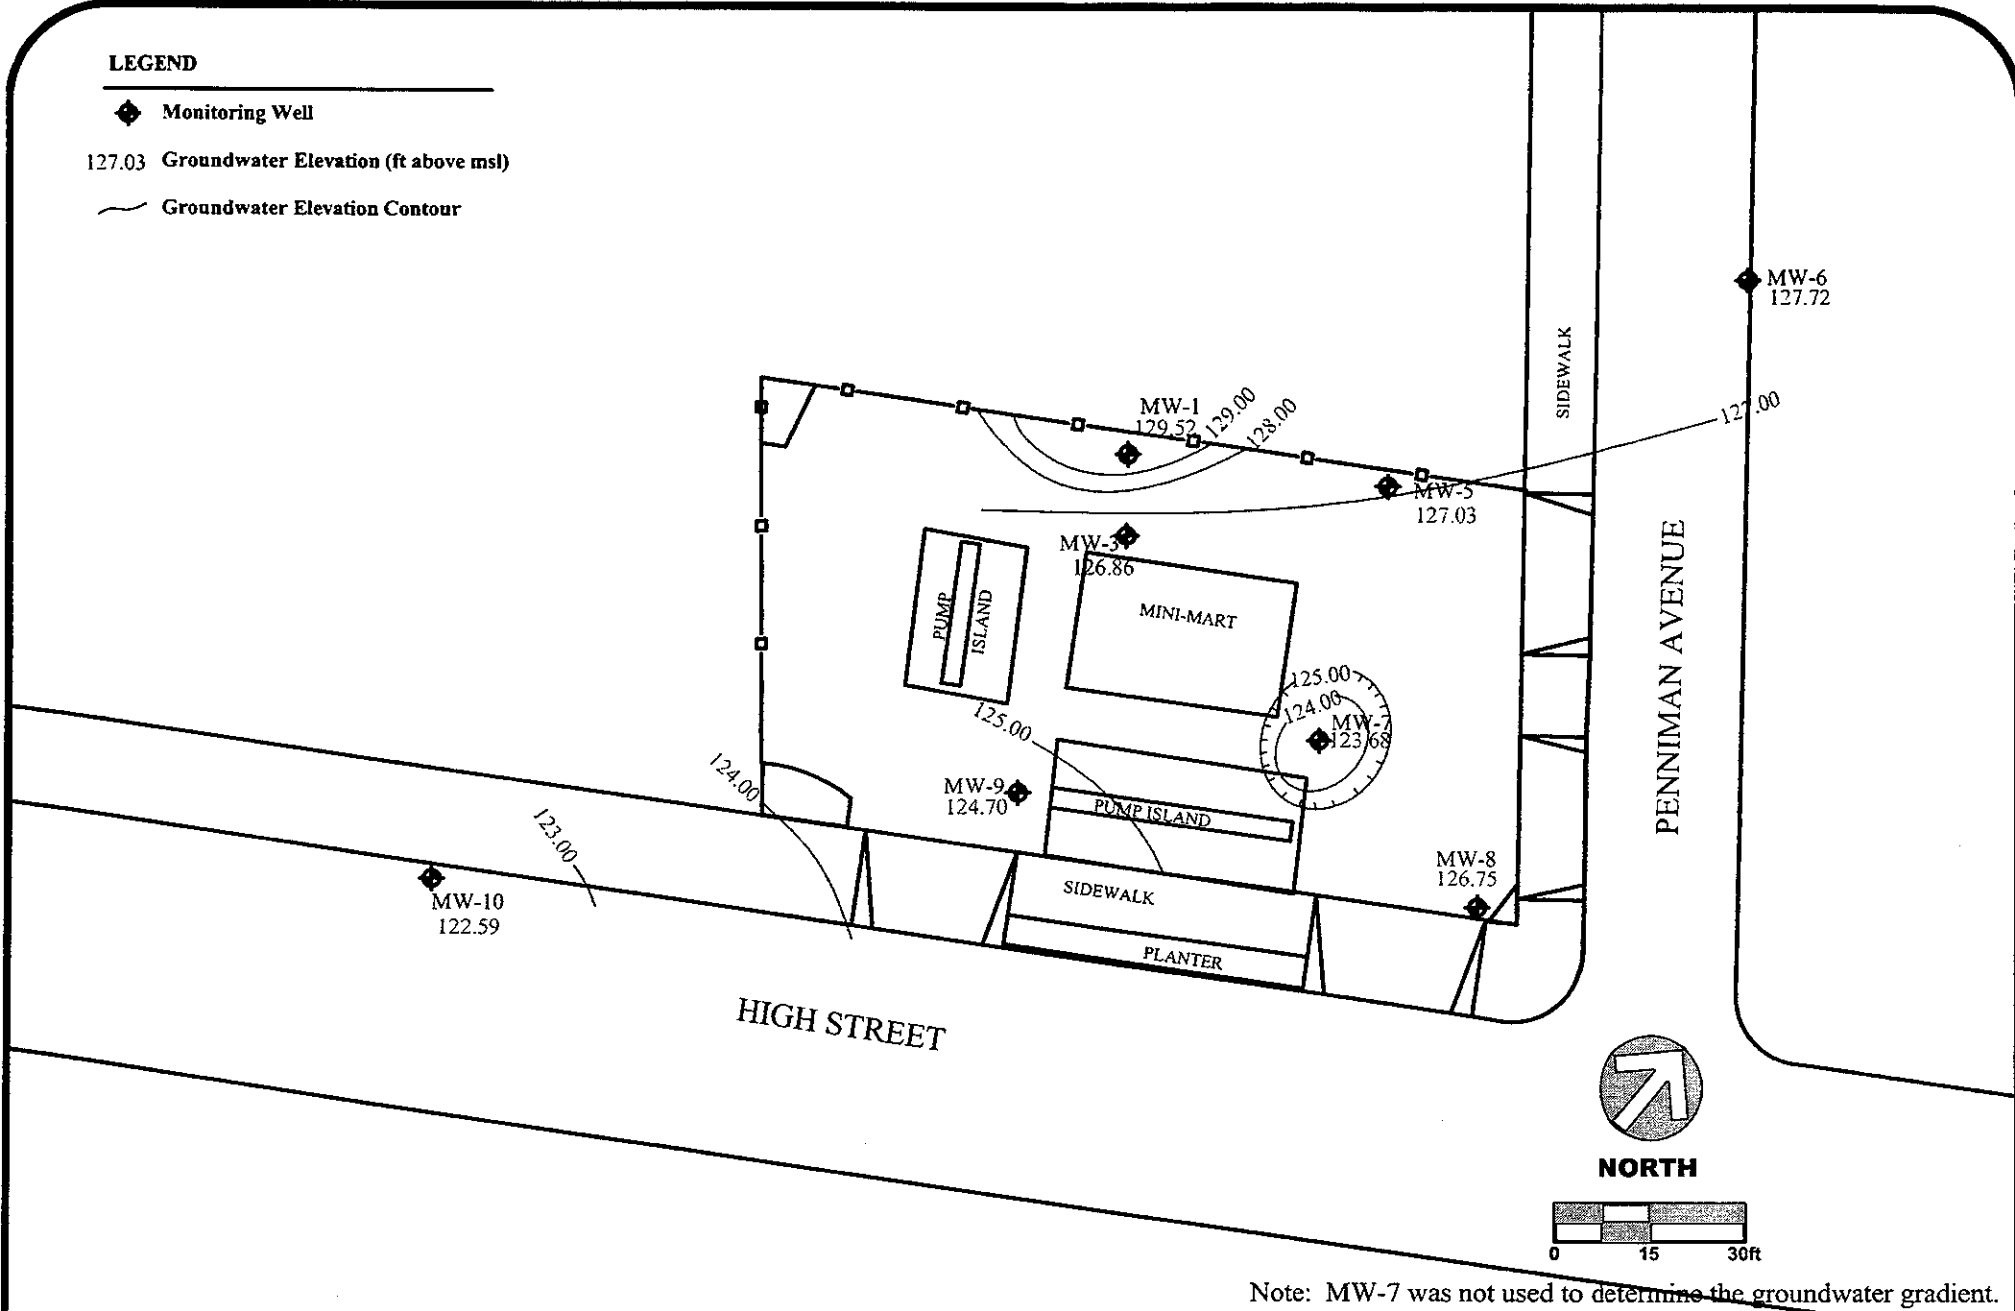 LEGEND
Monitoring Well
127.03 Groundwater Elevation (ft above msl)
Groundwater Elevation Contour
MW-6
127.72
SIDEWALK
127.00
MW-1
129.52
129.00
128.00
MW-5
127.03
MW-3
126.86
PUMP
ISLAND
MINI-MART
125.00
124.00
MW-7
123.68
125.00
PENNIMAN AVENUE
124.00
MW-9
124.70
PUMP ISLAND
123.00
MW-8
126.75
MW-10
122.59
SIDEWALK
PLANTER
HIGH STREET
NORTH
0 15 30ft
Note: MW-7 was not used to determine the groundwater gradient.